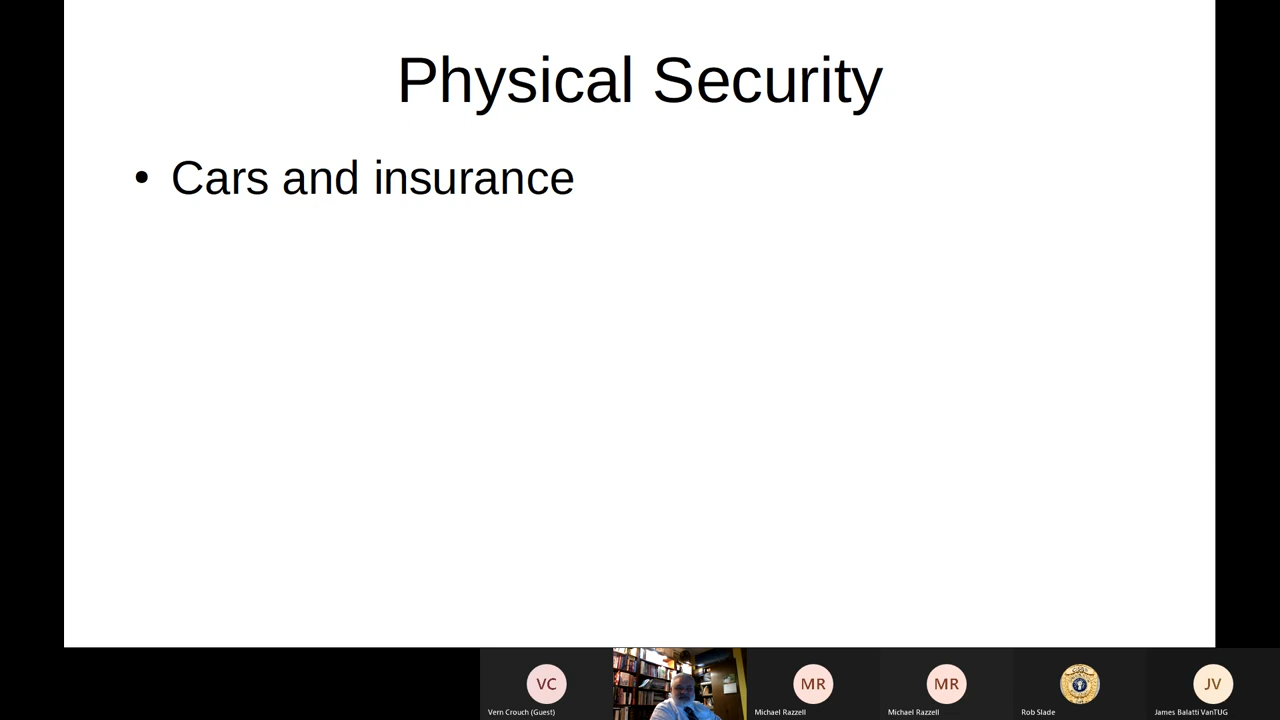 Physical Security
• Cars and insurance
VC
MR
MR
JV
Vern Crouch (Guest)
Michael Razzell
Michael Razzell
Rob Slade
James Balatti VanTUG